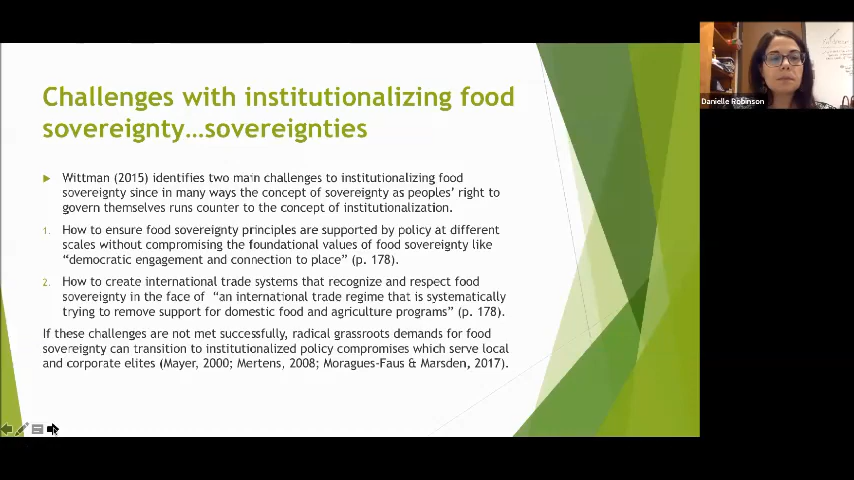 Challenges with institutionalizing food
sovereignty...sovereignties
Wittman (2015) identifies two main challenges to institutionalizing food
sovereignty since in many ways the concept of sovereignty as peoples' right to
govern themselves runs counter to the concept of institutionalization.
1. How to ensure food sovereignty principles are supported by policy at different
scales without compromising the foundational values of food sovereignty like
“democratic engagement and connection to place” (p. 178).
2. How to create international trade systems that recognize and respect food
sovereignty in the face of “an international trade regime that is systematically
trying to remove support for domestic food and agriculture programs” (p. 178).
If these challenges are not met successfully, radical grassroots demands for food
sovereignty can transition to institutionalized policy compromises which serve local
and corporate elites (Mayer, 2000; Mertens, 2008; Moragues-Faus & Marsden, 2017).
Danielle Robinson